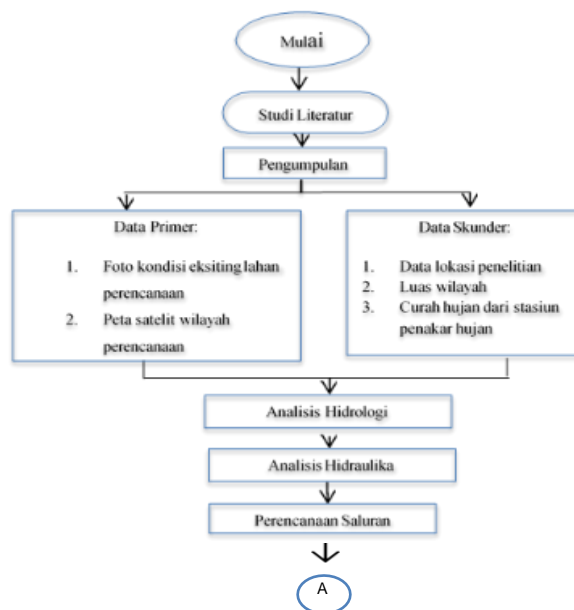 Mulai
Studi Literatur
Pengumpulan
Data Primer:
1. Foto kondisi eksiting lahan
perencanaan
2. Peta satelit wilayah
perencanaan
Data Skunder:
1. Data lokasi penelitian
2. Luas wilayah
3. Curah hujan dari stasiun
penakar hujan
Analisis Hidrologi
Analisis Hidraulika
Perencanaan Saluran
A